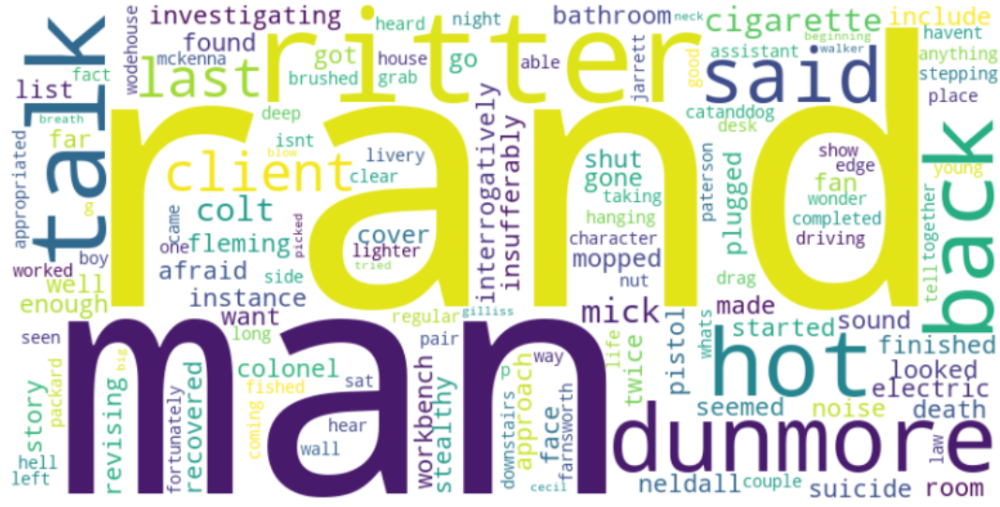 wodehouse
investigating
heard
night
bathroom
neck
cigarette
include
talk
found
mckenna
got
house
go
able
assistant
beginning
walker
havent
fact
last
ritter
brushed
grab
jarrett
good
said
anything
stepping
list
catanddog
place
breath
deep
desk
far
isnt
blow
rand
livery
interrogatively
insufferably
shut
gone
show
edge
back
client
clear
taking
paterson
plugged
fan
young
appropriated
g
colt
wonder
came
picked
cover
hanging
completed
one
fleming
lighter
character
driving
together
boy
tried
mopped
worked
afraid
side
nut
drag
tell
well
instance
enough
want
regular
gilliss
mick
made
started
sound
seen
long
pair
way
life
twice
pistol
whats
hot
finished
story
packard
revising
big
man
colonel
workbench
stealthy
p
approach
face
looked
electric
fortunately
recovered
fished
sat
seemed
noise
death
coming
hear
wall
downstairs
farnsworth
dunmore
law
hell
left
cecil
neldall
couple
suicide
room